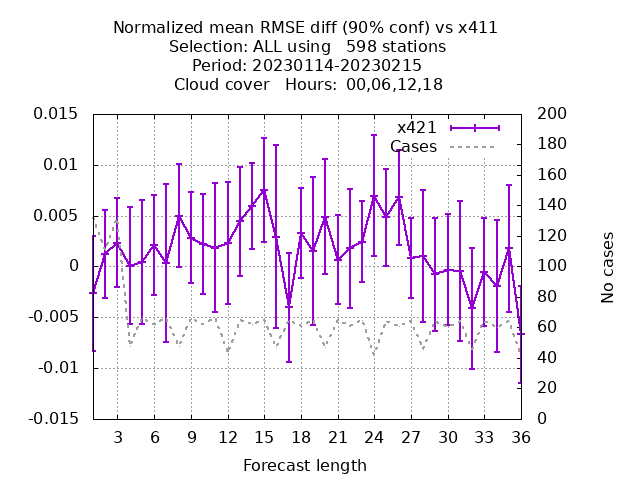 Normalized mean RMSE diff (90% conf) vs x411
Selection: ALL using   598 stations
Period: 20230114-20230215
Cloud cover   Hours:  00,06,12,18
x421
Cases
0.015
0.01
0.005
0
-0.005
-0.01
-0.015
200
180
160
140
120
100
80
60
40
20
0
No cases
3 6 9 12 15 18 21 24 27 30 33 36
Forecast length